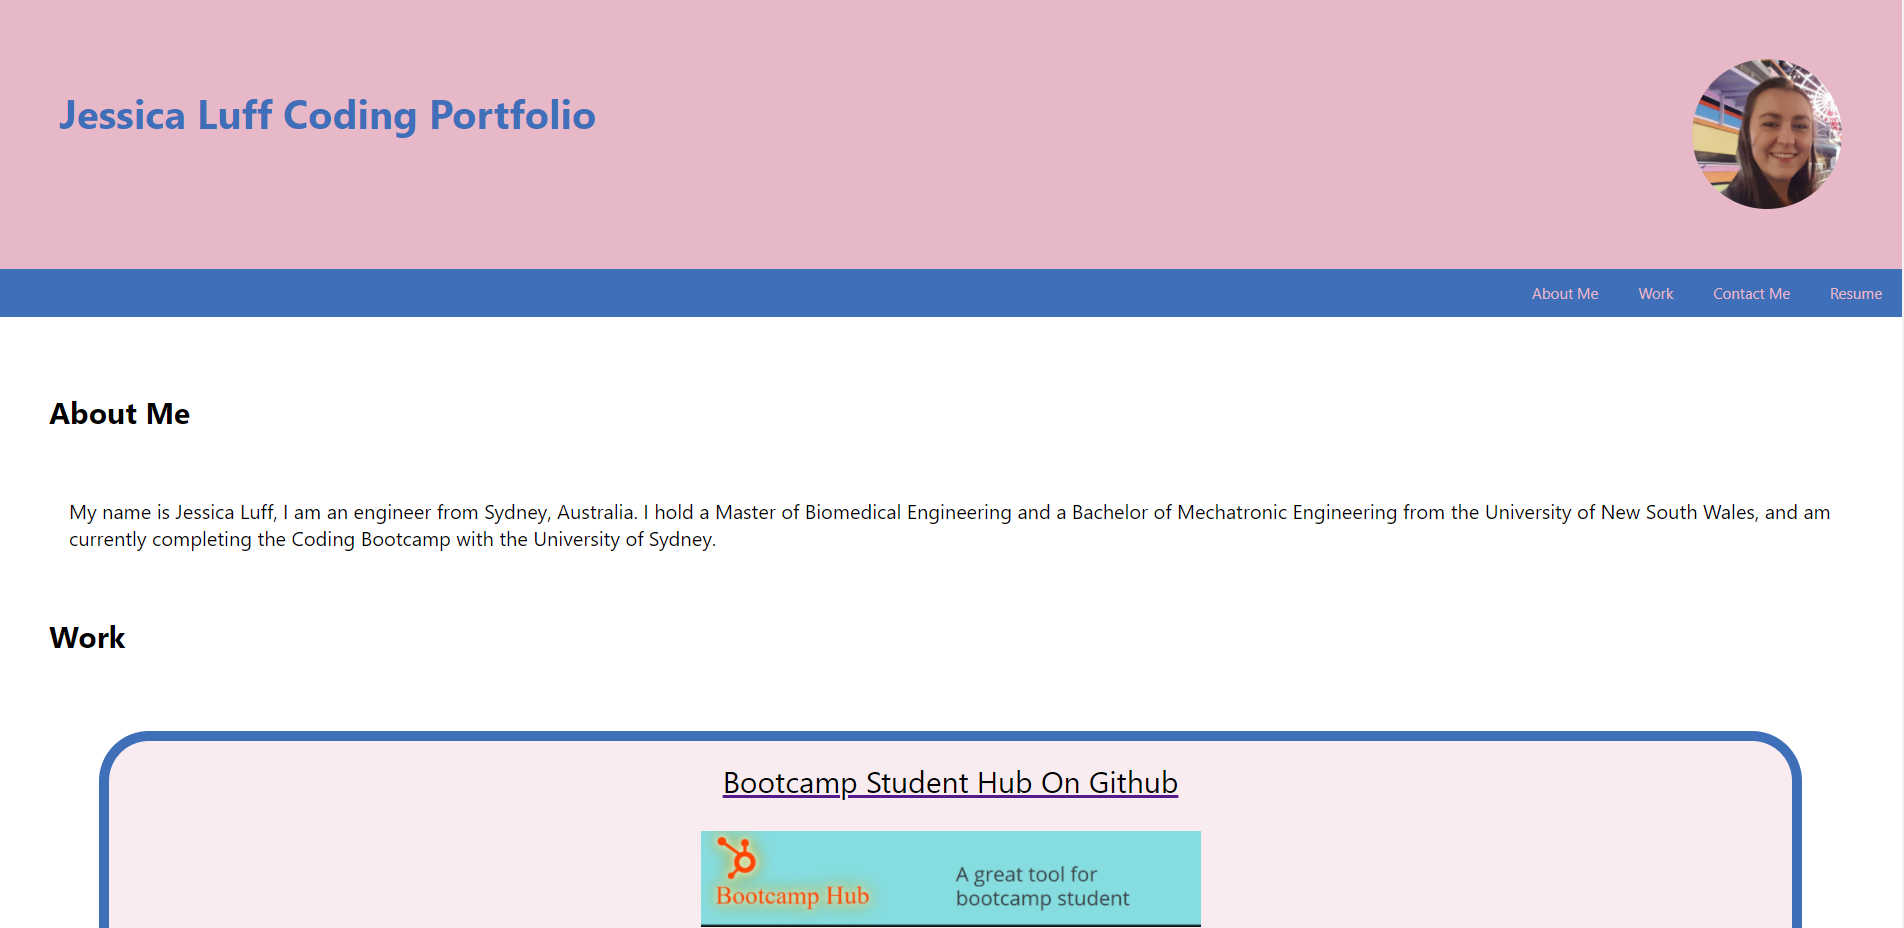 Jessica Luff Coding Portfolio
About Me Work Contact Me Resume
About Me
My name is Jessica Luff, I am an engineer from Sydney, Australia. I hold a Master of Biomedical Engineering and a Bachelor of Mechatronic Engineering from the University of New South Wales, and am
currently completing the Coding Bootcamp with the University of Sydney.
Work
Bootcamp Student Hub On Github
A great tool for
Bootcamp Hub
bootcamp student